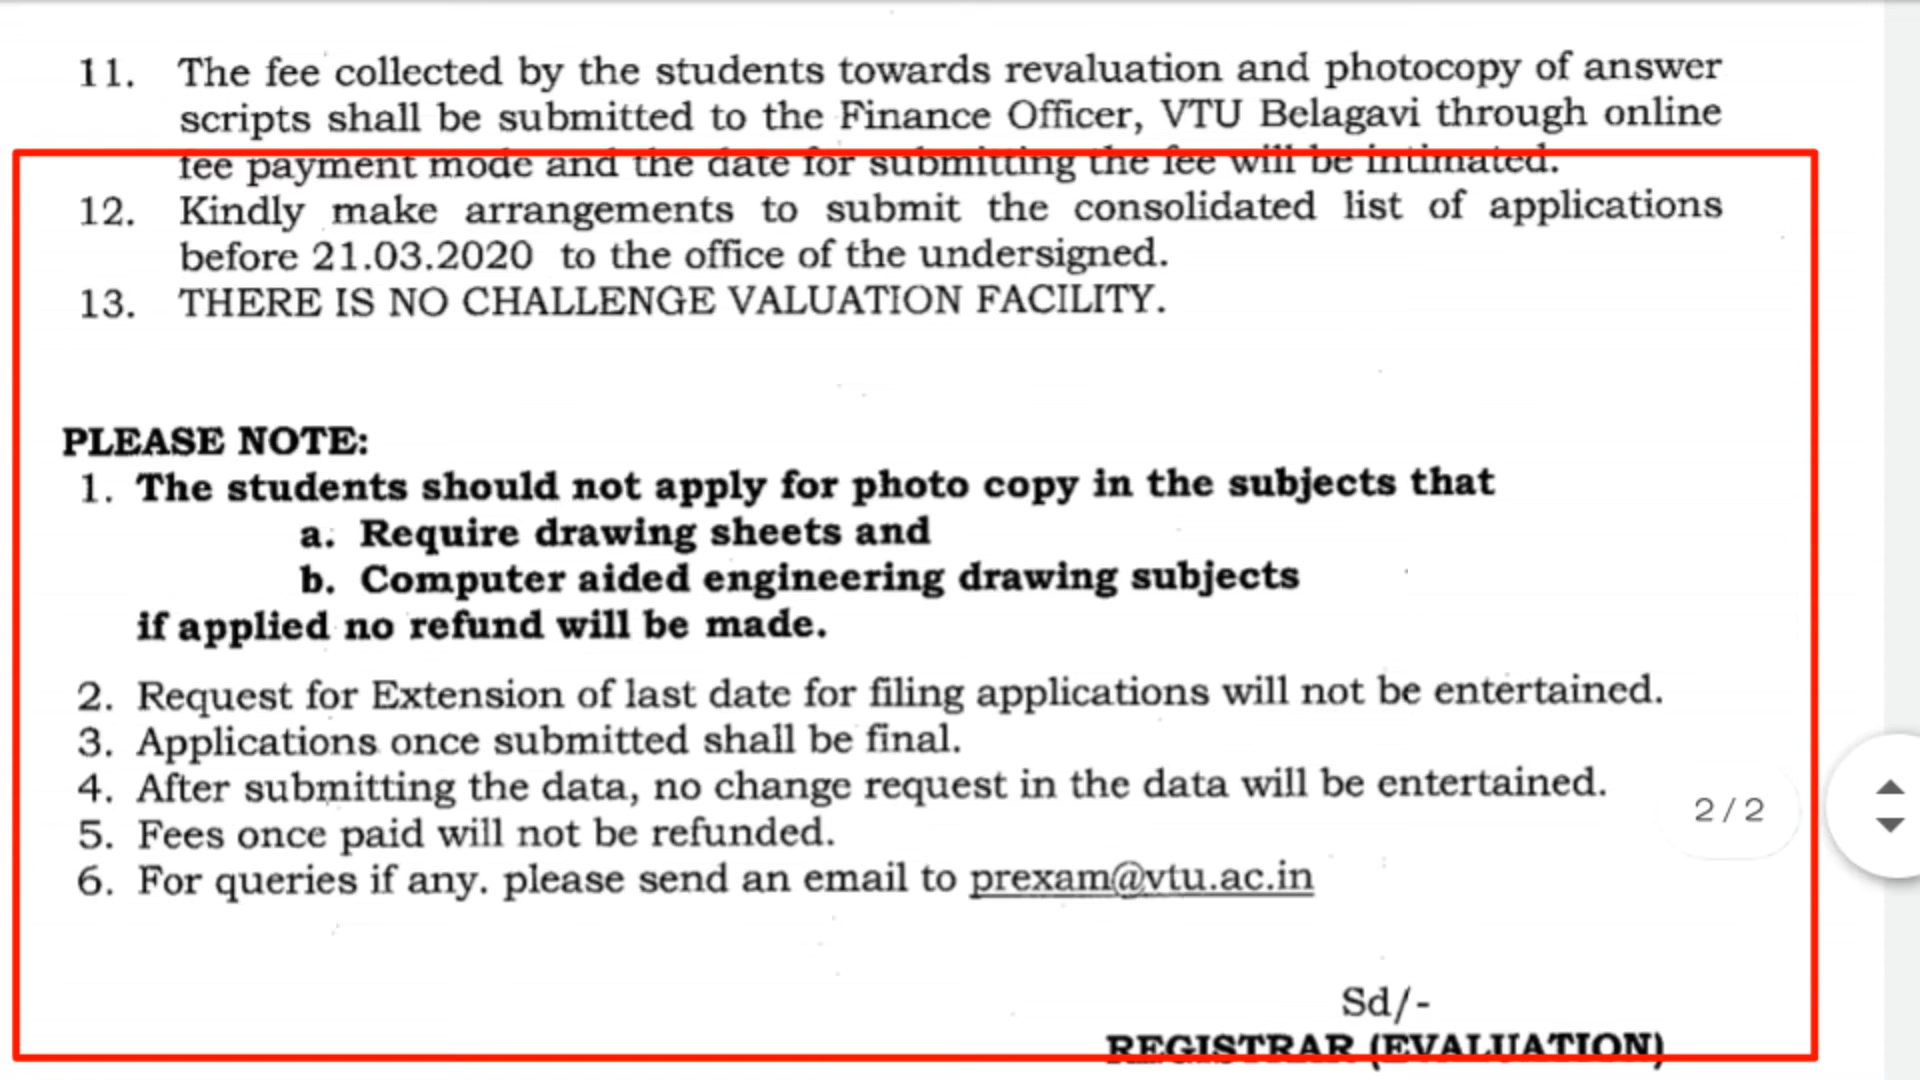 11. The fee collected by the students towards revaluation and photocopy of answer
scripts shall be submitted to the Finance Officer, VTU Belagavi through online
fee payment mode and the date for submitting the fee will be intimated.
12. Kindly make arrangements to submit the consolidated list of applications
before 21.03.2020 to the office of the undersigned.
13. THERE IS NO CHALLENGE VALUATION FACILITY.
PLEASE NOTE:
1. The students should not apply for photo copy in the subjects that
a. Require drawing sheets and
b. Computer aided engineering drawing subjects
if applied no refund will be made.
2. Request for Extension of last date for filing applications will not be entertained.
3. Applications once submitted shall be final.
4. After submitting the data, no change request in the data will be entertained.
5. Fees once paid will not be refunded.
6. For queries if any. please send an email to prexam@vtu.ac.in
2 / 2
Sd/-
REGISTRAR (EVALUATION)